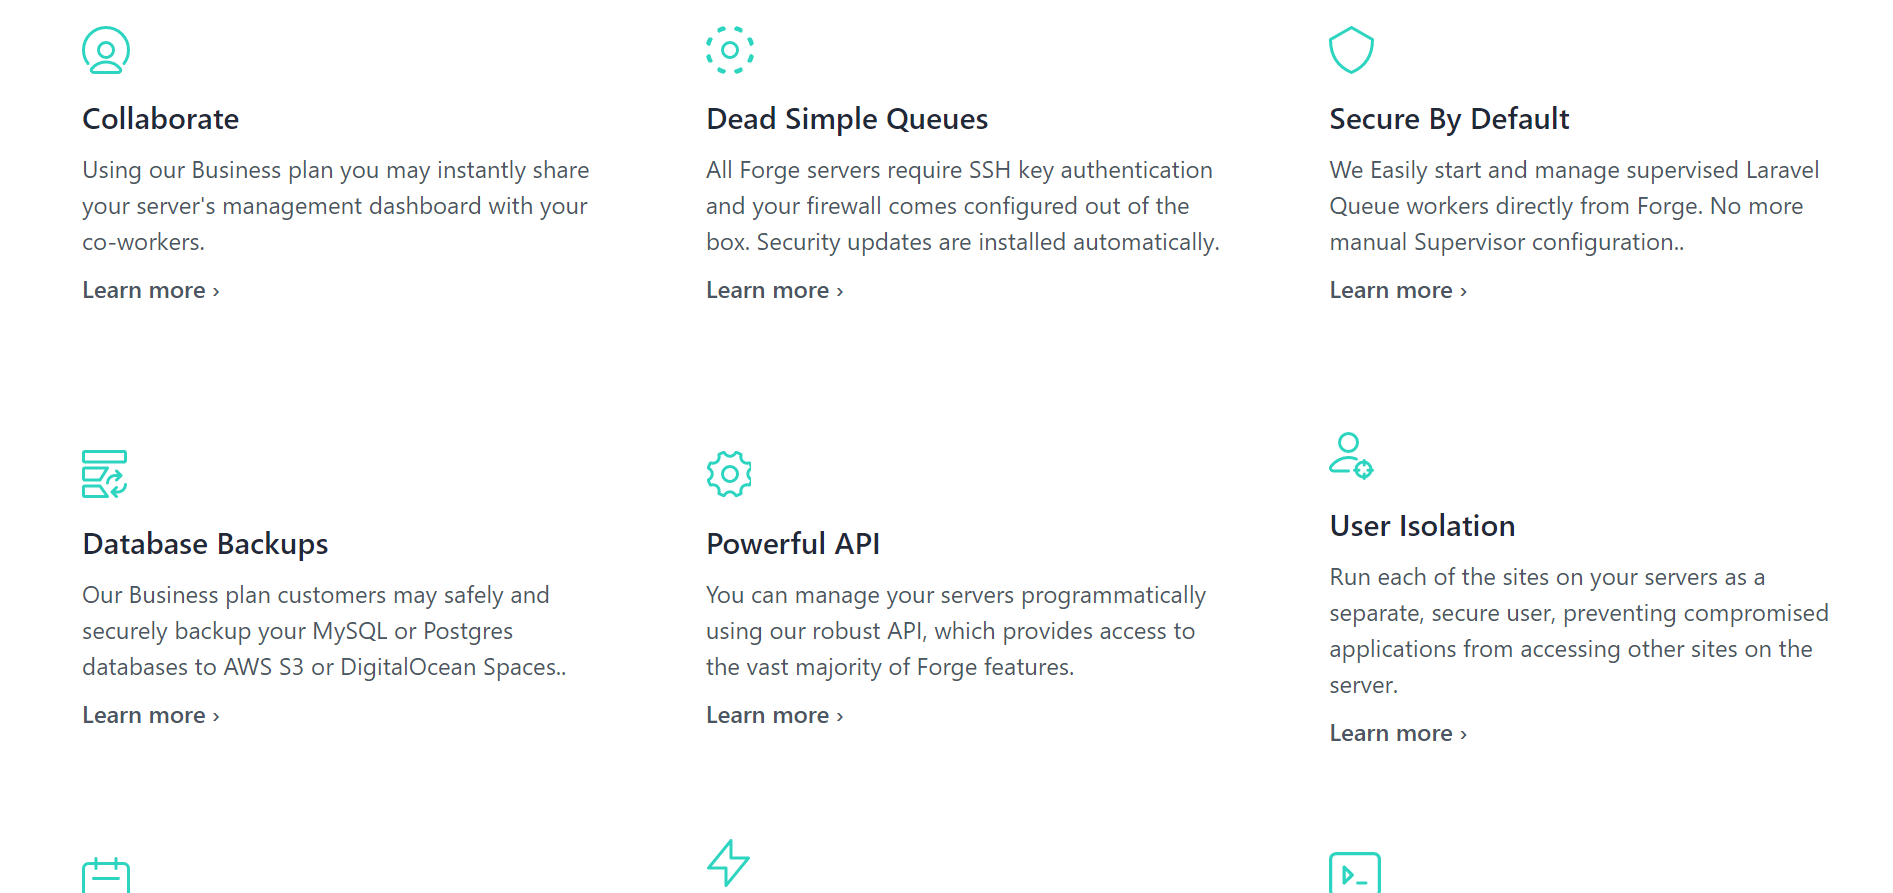 Collaborate
Using our Business plan you may instantly share
your server's management dashboard with your
co-workers.
Learn more ›
Dead Simple Queues
All Forge servers require SSH key authentication
and your firewall comes configured out of the
box. Security updates are installed automatically.
Learn more ›
Secure By Default
We Easily start and manage supervised Laravel
Queue workers directly from Forge. No more
manual Supervisor configuration..
Learn more ›
Database Backups
Our Business plan customers may safely and
securely backup your MySQL or Postgres
databases to AWS S3 or DigitalOcean Spaces..
Learn more ›
Powerful API
You can manage your servers programmatically
using our robust API, which provides access to
the vast majority of Forge features.
Learn more ›
User Isolation
Run each of the sites on your servers as a
separate, secure user, preventing compromised
applications from accessing other sites on the
server.
Learn more ›